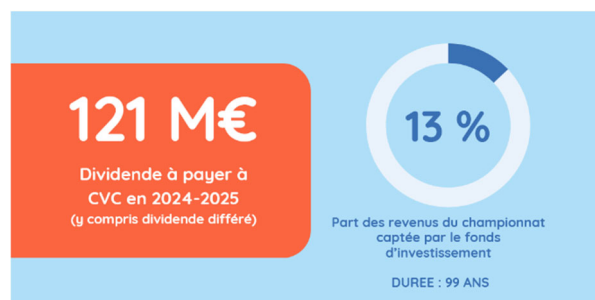 121 M€
Dividende à payer à
CVC en 2024-2025
(y compris dividende différé)
13 %
Part des revenus du championnat
captée par le fonds
d'investissement
DUREE : 99 ANS